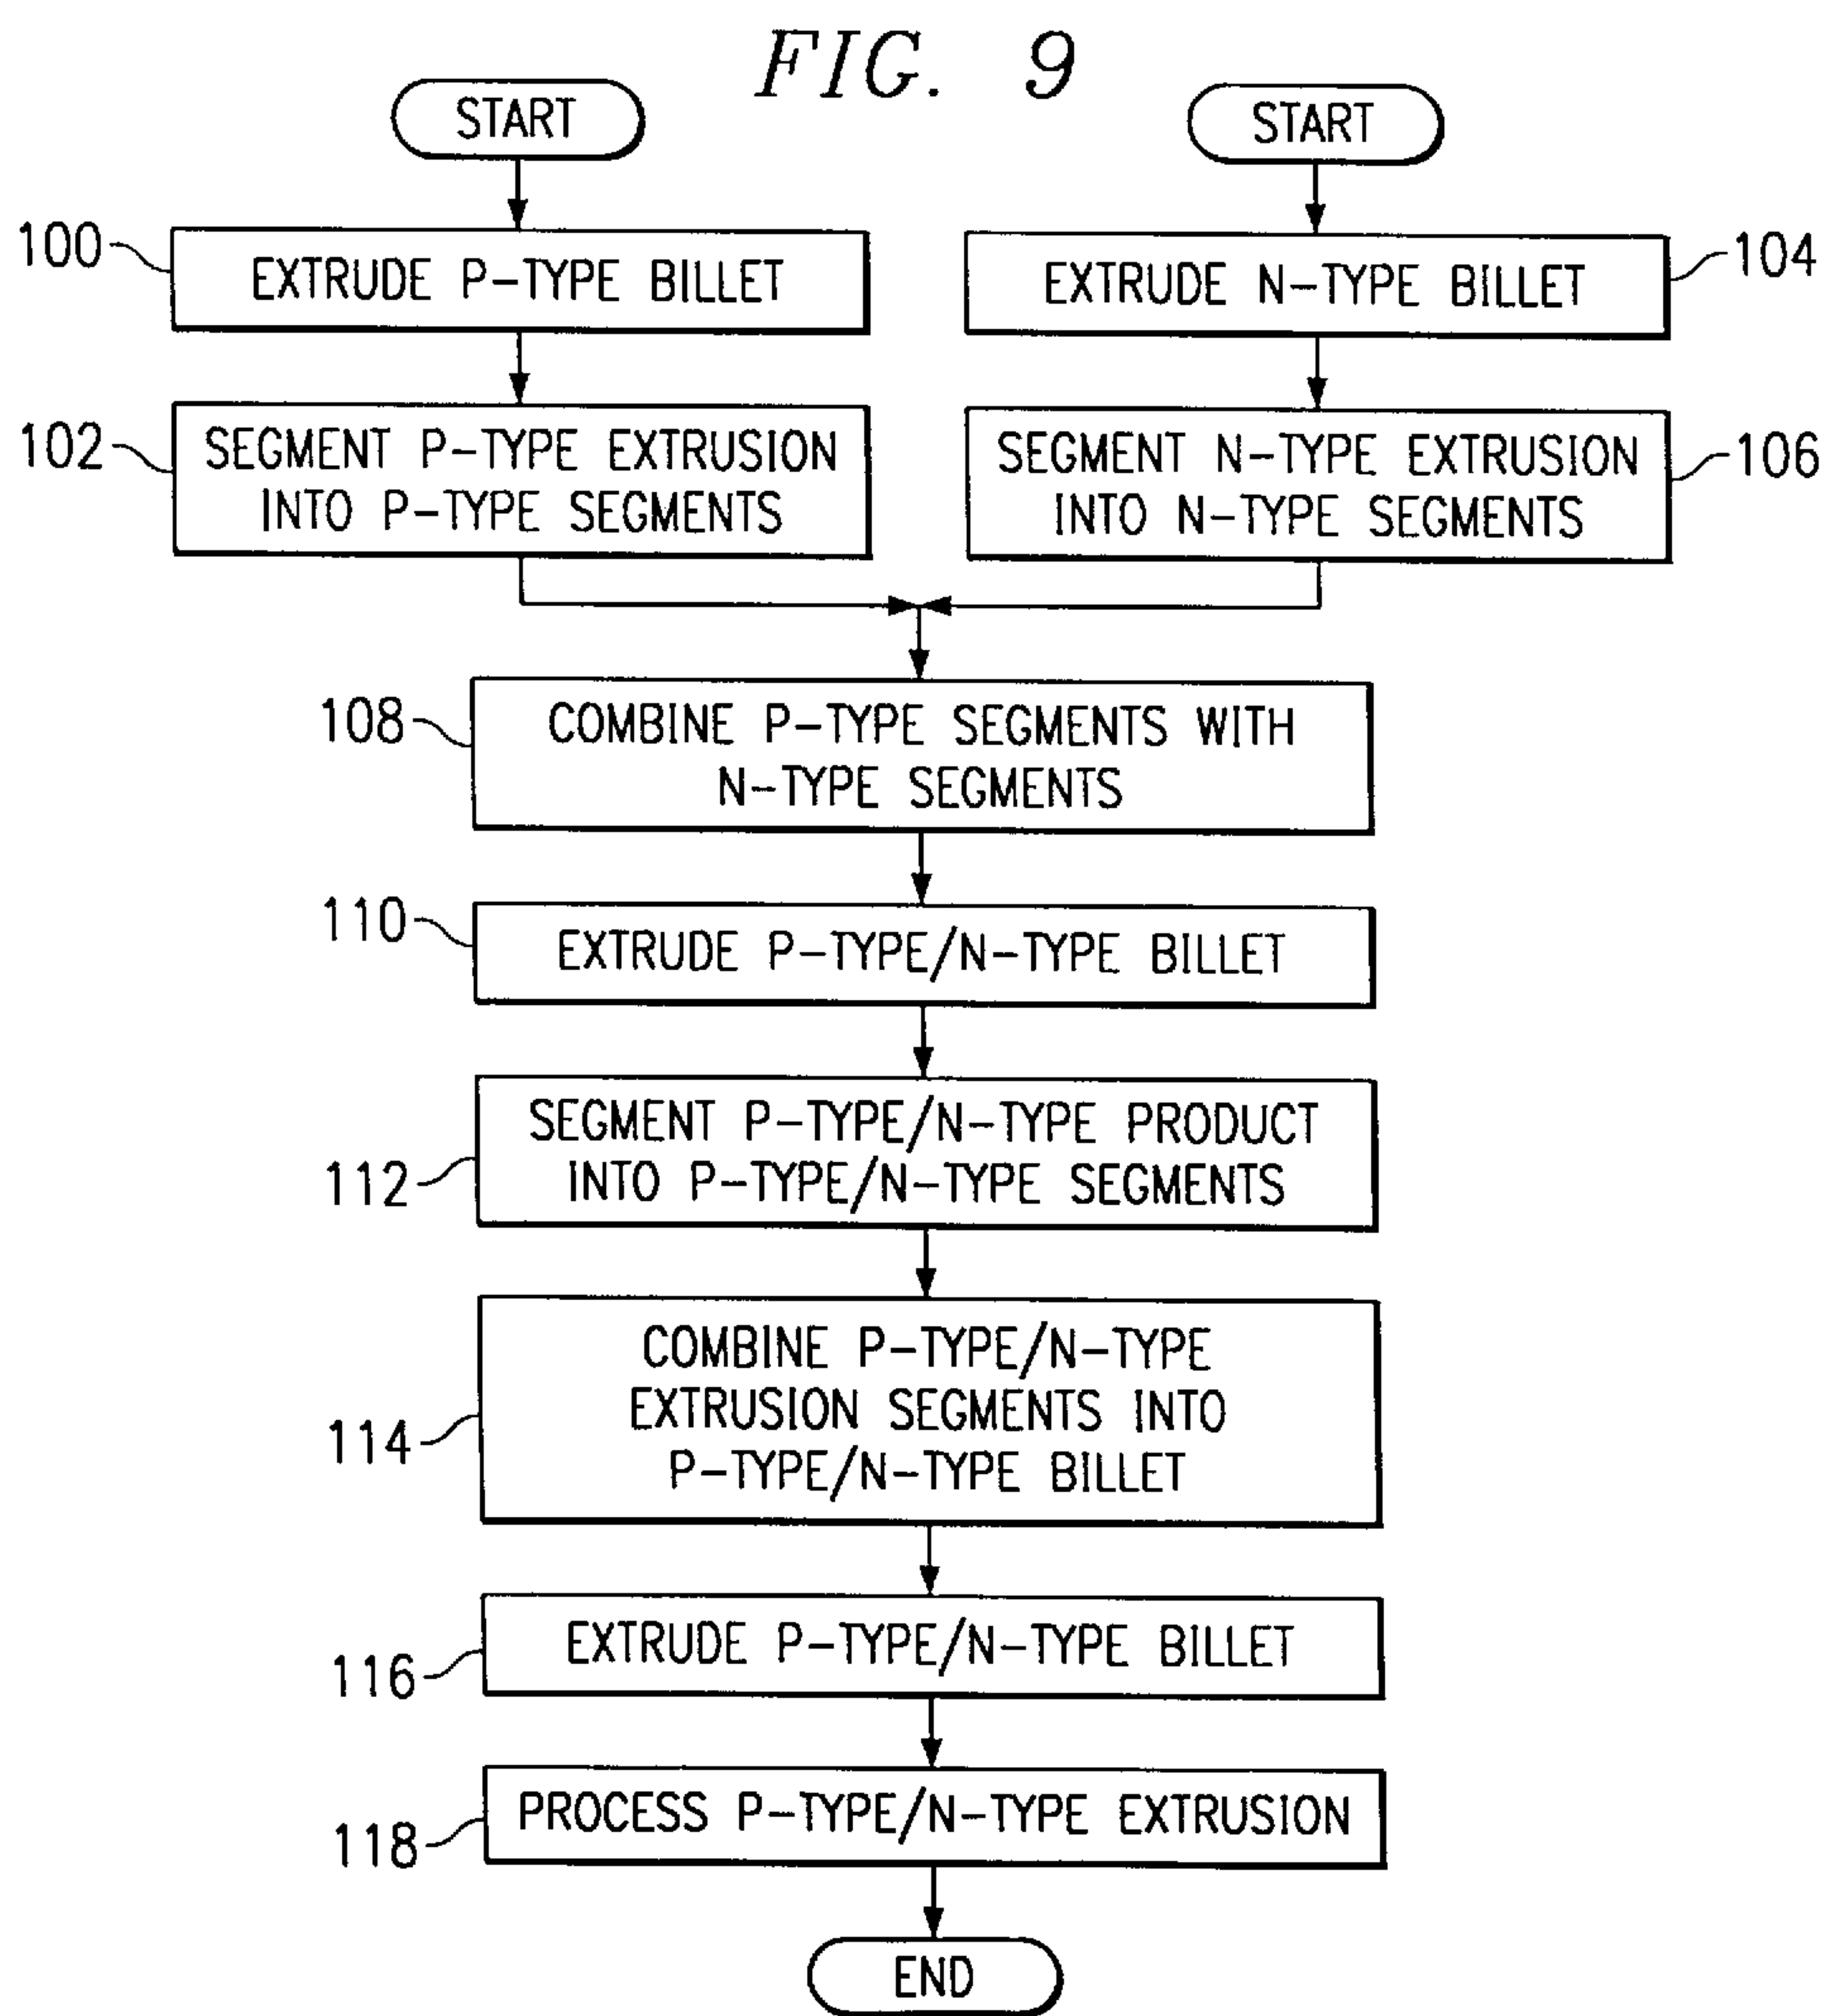 FIG. 9
START
START
100
EXTRUDE P-TYPE BILLET
EXTRUDE N-TYPE BILLET
104
102
SEGMENT P-TYPE EXTRUSION
INTO P-TYPE SEGMENTS
SEGMENT N-TYPE EXTRUSION
INTO N-TYPE SEGMENTS
106
108
COMBINE P-TYPE SEGMENTS WITH
N-TYPE SEGMENTS
110
EXTRUDE P-TYPE/N-TYPE BILLET
112
SEGMENT P-TYPE/N-TYPE PRODUCT
INTO P-TYPE/N-TYPE SEGMENTS
114
COMBINE P-TYPE/N-TYPE
EXTRUSION SEGMENTS INTO
P-TYPE/N-TYPE BILLET
116
EXTRUDE P-TYPE/N-TYPE BILLET
118
PROCESS P-TYPE/N-TYPE EXTRUSION
END